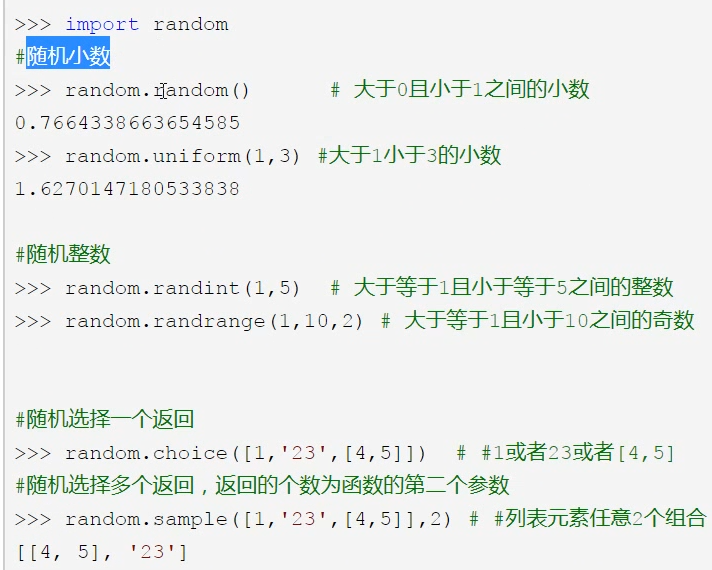 >>> import random
#随机小数
>>> random.random()      # 大于0且小于1之间的小数
0.7664338663654585
>>> random.uniform(1,3) #大于1小于3的小数
1.6270147180533838
#随机整数
>>> random.randint(1,5)  # 大于等于1且小于等于5之间的整数
>>> random.randrange(1,10,2) # 大于等于1且小于10之间的奇数
#随机选择一个返回
>>> random.choice([1,'23',[4,5]])  # #1或者23或者[4,5]
#随机选择多个返回，返回的个数为函数的第二个参数
>>> random.sample([1,'23',[4,5]],2) # #列表元素任意2个组合
[[4, 5], '23']